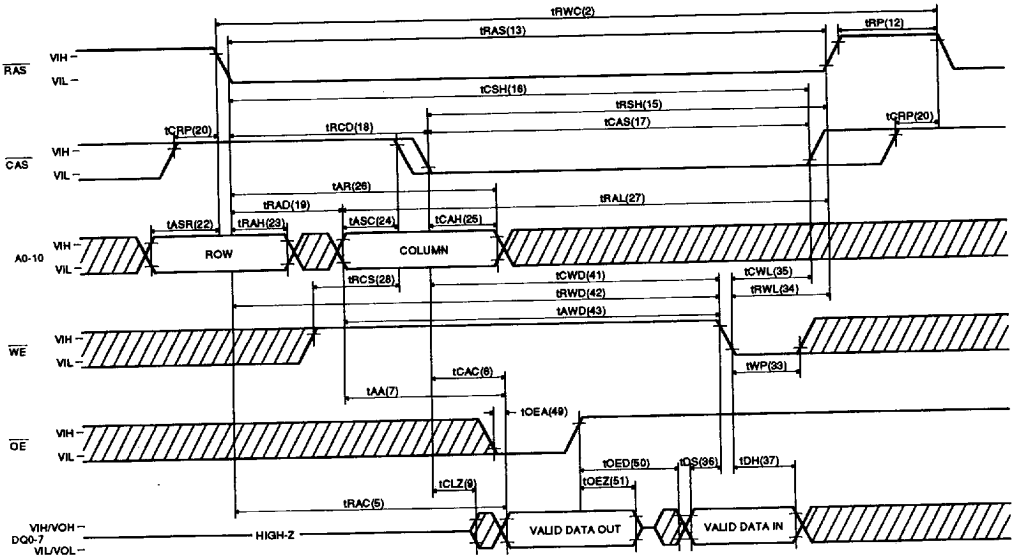 tRWC(2)
tRAS(13)
tRP(12)
RAS
VIH
VIL
tCSH(16)
tRSH(15)
tCRP(20)
tRCD(18)
tCAS(17)
tCRP(20)
CAS
VIH
VIL
tAR(26)
tRAL(27)
tRAD(19)
tASR(22)
tRAH(23)
tASC(24)
tCAH(25)
A0-10
VIH
VIL
ROW
COLUMN
tRCS(28)
tCWD(41)
tCWL(35)
tRWD(42)
tRWL(34)
tAWD(43)
WE
VIH
VIL
tWP(33)
tCAC(6)
tAA(7)
tOEA(49)
OE
VIH
VIL
tOED(50)
tDS(36)
tDH(37)
tCLZ(9)
tOEZ(51)
tRAC(5)
VIH/VOH
DQ0-7
VIL/VOL
HIGH-Z
VALID DATA OUT
VALID DATA IN